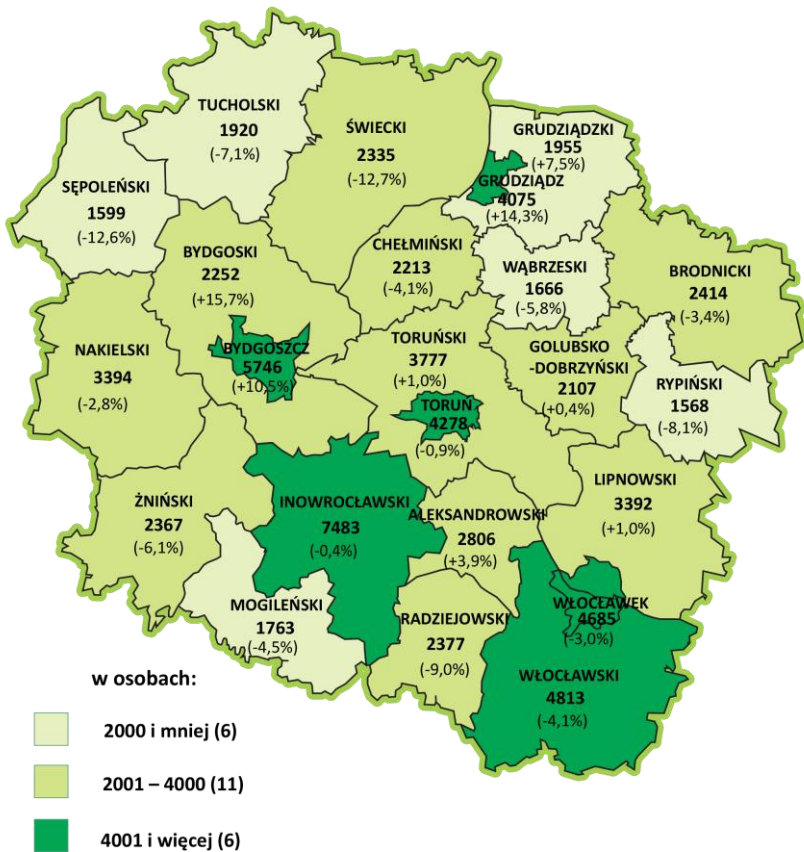 TUCHOLSKI
1920
(-7,1%)
ŚWIECKI
2335
(-12,7%)
GRUDZIĄDZKI
1955
(+7,5%)
GRUDZIĄDZ
4075
(+14,3%)
SĘPOLEŃSKI
1599
(-12,6%)
BYDGOSKI
2252
(+15,7%)
CHEŁMIŃSKI
2213
(-4,1%)
WĄBRZESKI
1666
(-5,8%)
BRODNICKI
2414
(-3,4%)
NAKIELSKI
3394
(-2,8%)
BYDGOSZCZ
5746
(+10,5%)
TORUŃSKI
3777
(+1,0%)
TORUŃ
4278
(-0,9%)
GOLUBSKO
-DOBRZYŃSKI
2107
(+0,4%)
RYPIŃSKI
1568
(-8,1%)
ŻNIŃSKI
2367
(-6,1%)
INOWROCŁAWSKI
7483
(-0,4%)
ALEKSANDROWSKI
2806
(+3,9%)
LIPNOWSKI
3392
(+1,0%)
MOGILEŃSKI
1763
(-4,5%)
RADZIEJOWSKI
2377
(-9,0%)
WŁOCŁAWEK
4685
(-3,0%)
WŁOCŁAWSKI
4813
(-4,1%)
w osobach:
2000 i mniej (6)
2001 – 4000 (11)
4001 i więcej (6)